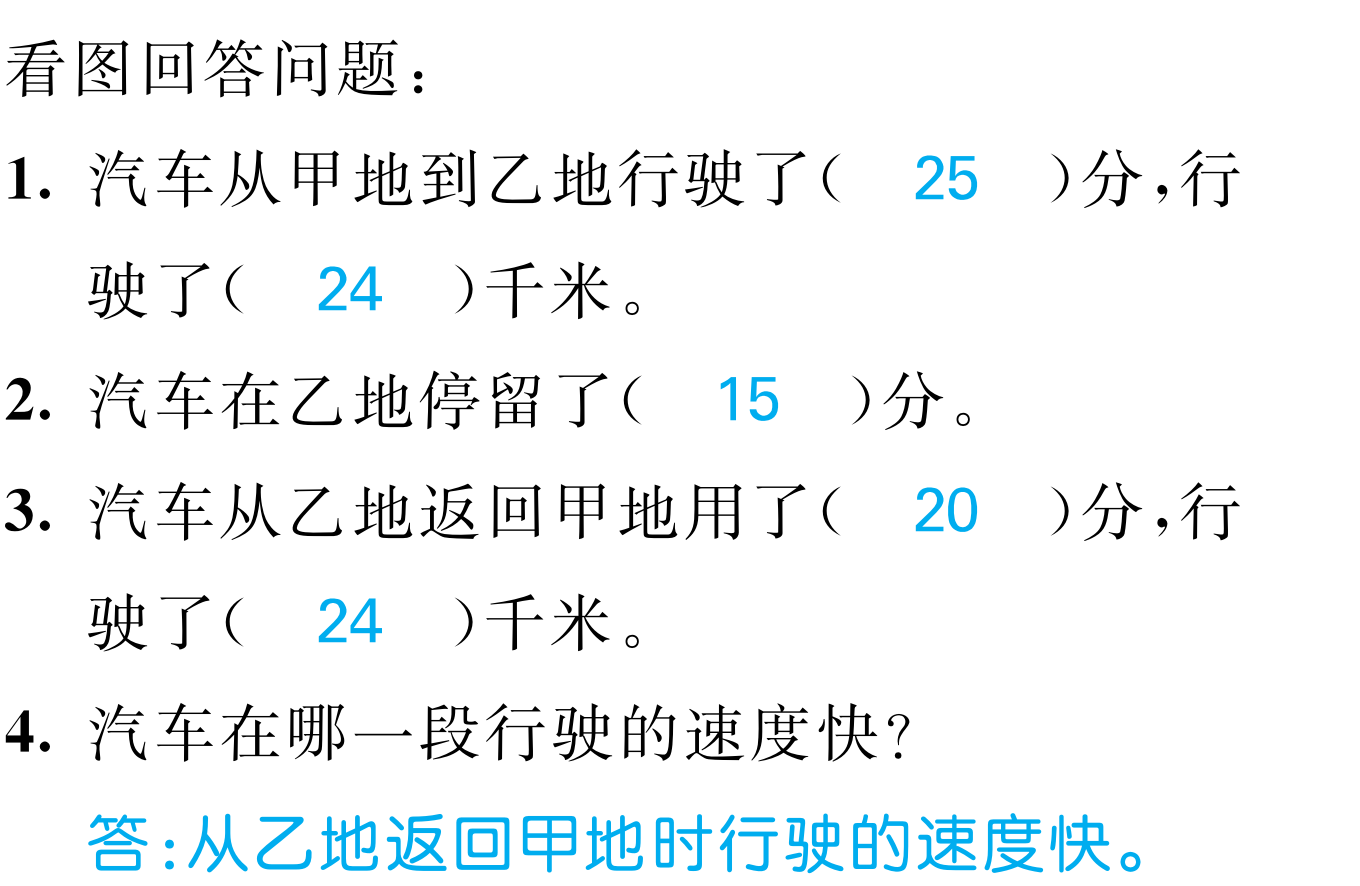 看图回答问题：
1. 汽车从甲地到乙地行驶了( 25 )分,行
驶了( 24 )千米。
2. 汽车在乙地停留了( 15 )分。
3. 汽车从乙地返回甲地用了( 20 )分,行
驶了( 24 )千米。
4. 汽车在哪一段行驶的速度快?
答:从乙地返回甲地时行驶的速度快。